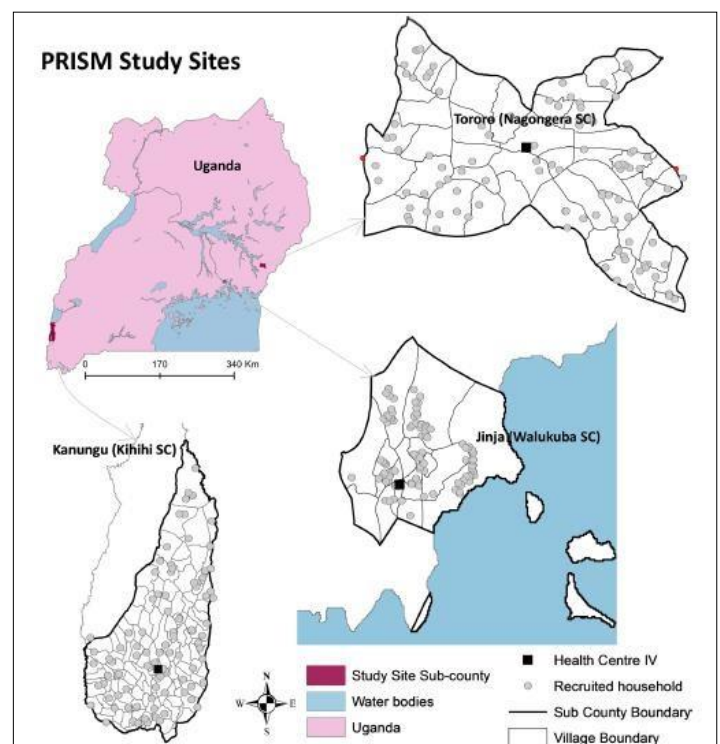 PRISM Study Sites
Uganda
Tororo (Nagongera SC)
0 170 340 Km
Kanungu (Kihihi SC)
Jinja (Walukuba SC)
N
W E
S
Study Site Sub-county
Water bodies
Uganda
Health Centre IV
Recruited household
Sub County Boundary
Village Boundary